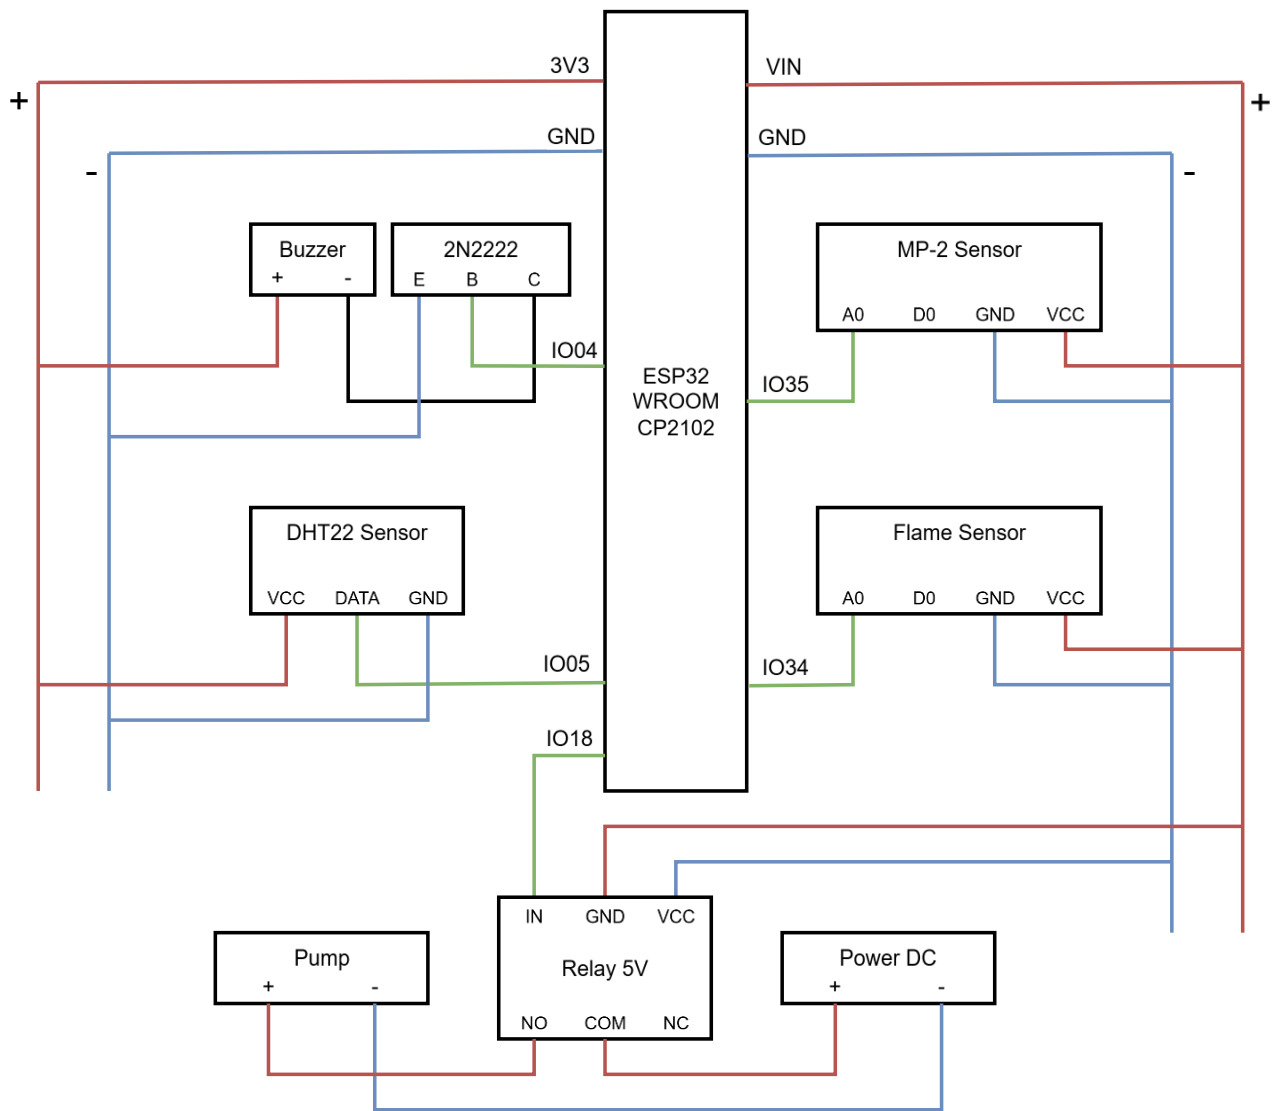 3V3
VIN
+
+
GND
GND
-
-
Buzzer
+ -
2N2222
E B C
MP-2 Sensor
A0 D0 GND VCC
IO04
IO35
ESP32
WROOM
CP2102
DHT22 Sensor
VCC DATA GND
Flame Sensor
A0 D0 GND VCC
IO05
IO34
IO18
IN GND VCC
Relay 5V
NO COM NC
Pump
+ -
Power DC
+ -